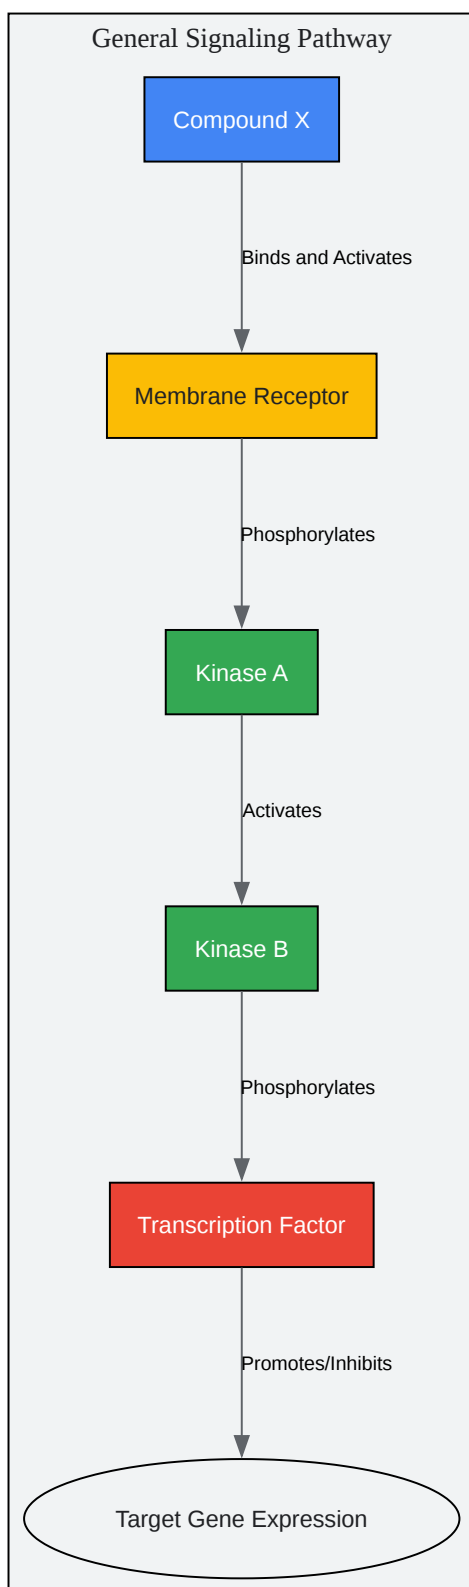 General Signaling Pathway
Compound X
Binds and Activates
Membrane Receptor
Phosphorylates
Kinase A
Activates
Kinase B
Phosphorylates
Transcription Factor
Promotes/Inhibits
Target Gene Expression